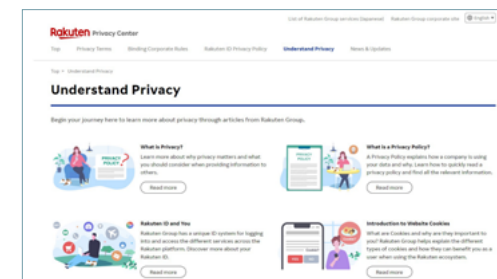 List of Rakuten Group services (Japanese) Rakuten Group corporate site English
Rakuten Privacy Center
Top Privacy Terms Binding Corporate Rules Rakuten ID Privacy Policy Understand Privacy News & Updates
Top > Understand Privacy
Understand Privacy
Begin your journey here to learn more about privacy through articles from Rakuten Group.
PRIVACY POLICY
What is Privacy?
Learn more about why privacy matters and what
you should consider when providing information to
others.
Read more
PRIVACY POLICY
What is a Privacy Policy?
A Privacy Policy explains how a company is using
your data and why. Learn how to quickly read a
privacy policy and find all the relevant information.
Read more
Rakuten ID and You
Rakuten Group has a unique ID system for logging
into and access the different services across the
Rakuten platform. Discover more about your
Rakuten ID.
Read more
Introduction to Website Cookies
What are Cookies and why are they important to
you? Rakuten Group helps explain the different
types of cookies and how they can benefit you as a
user when using the Rakuten ecosystem.
Read more